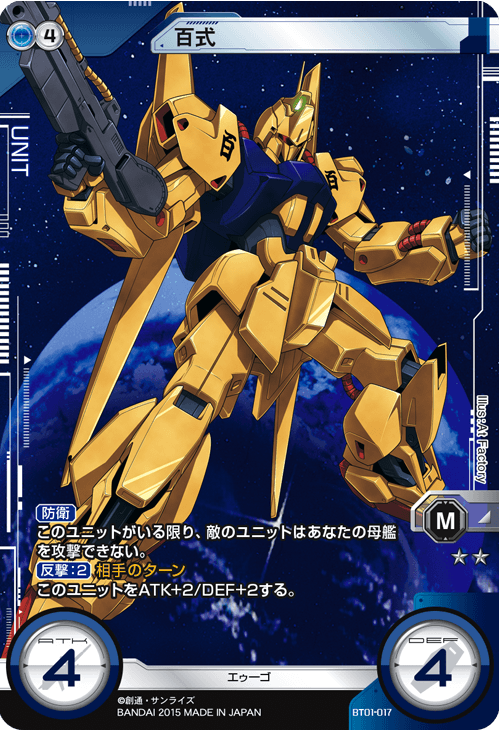 4
百式
UNIT
百
百
Illus：At Factory
M
防衛
このユニットがいる限り、敵のユニットはあなたの母艦
を攻撃できない。
反撃：2 相手のターン
このユニットをATK+2/DEF+2する。
ATK
4
エゥーゴ
DEF
4
©創通・サンライズ
BANDAI 2015 MADE IN JAPAN
BT01-017